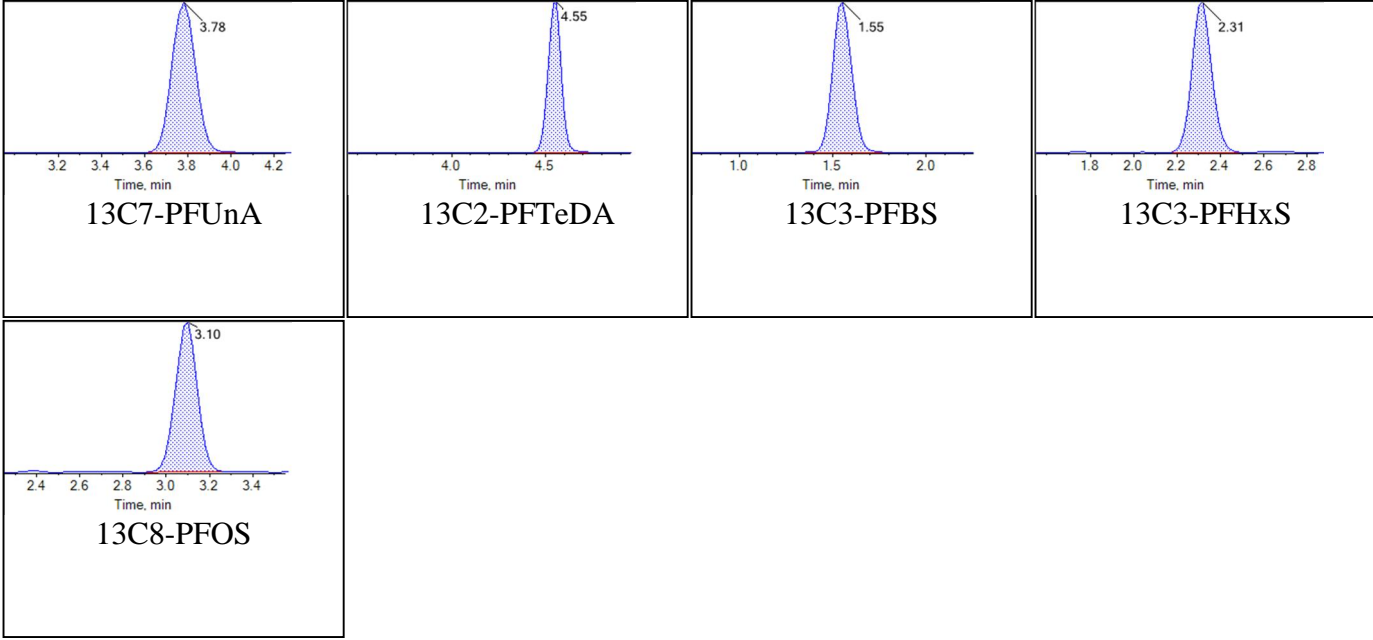 3.78
3.2 3.4 3.6 3.8 4.0 4.2
Time, min
13C7-PFUnA
4.55
4.0 4.5
Time, min
13C2-PFTeDA
1.55
1.0 1.5 2.0
Time, min
13C3-PFBS
2.31
1.8 2.0 2.2 2.4 2.6 2.8
Time, min
13C3-PFHxS
3.10
2.4 2.6 2.8 3.0 3.2 3.4
Time, min
13C8-PFOS